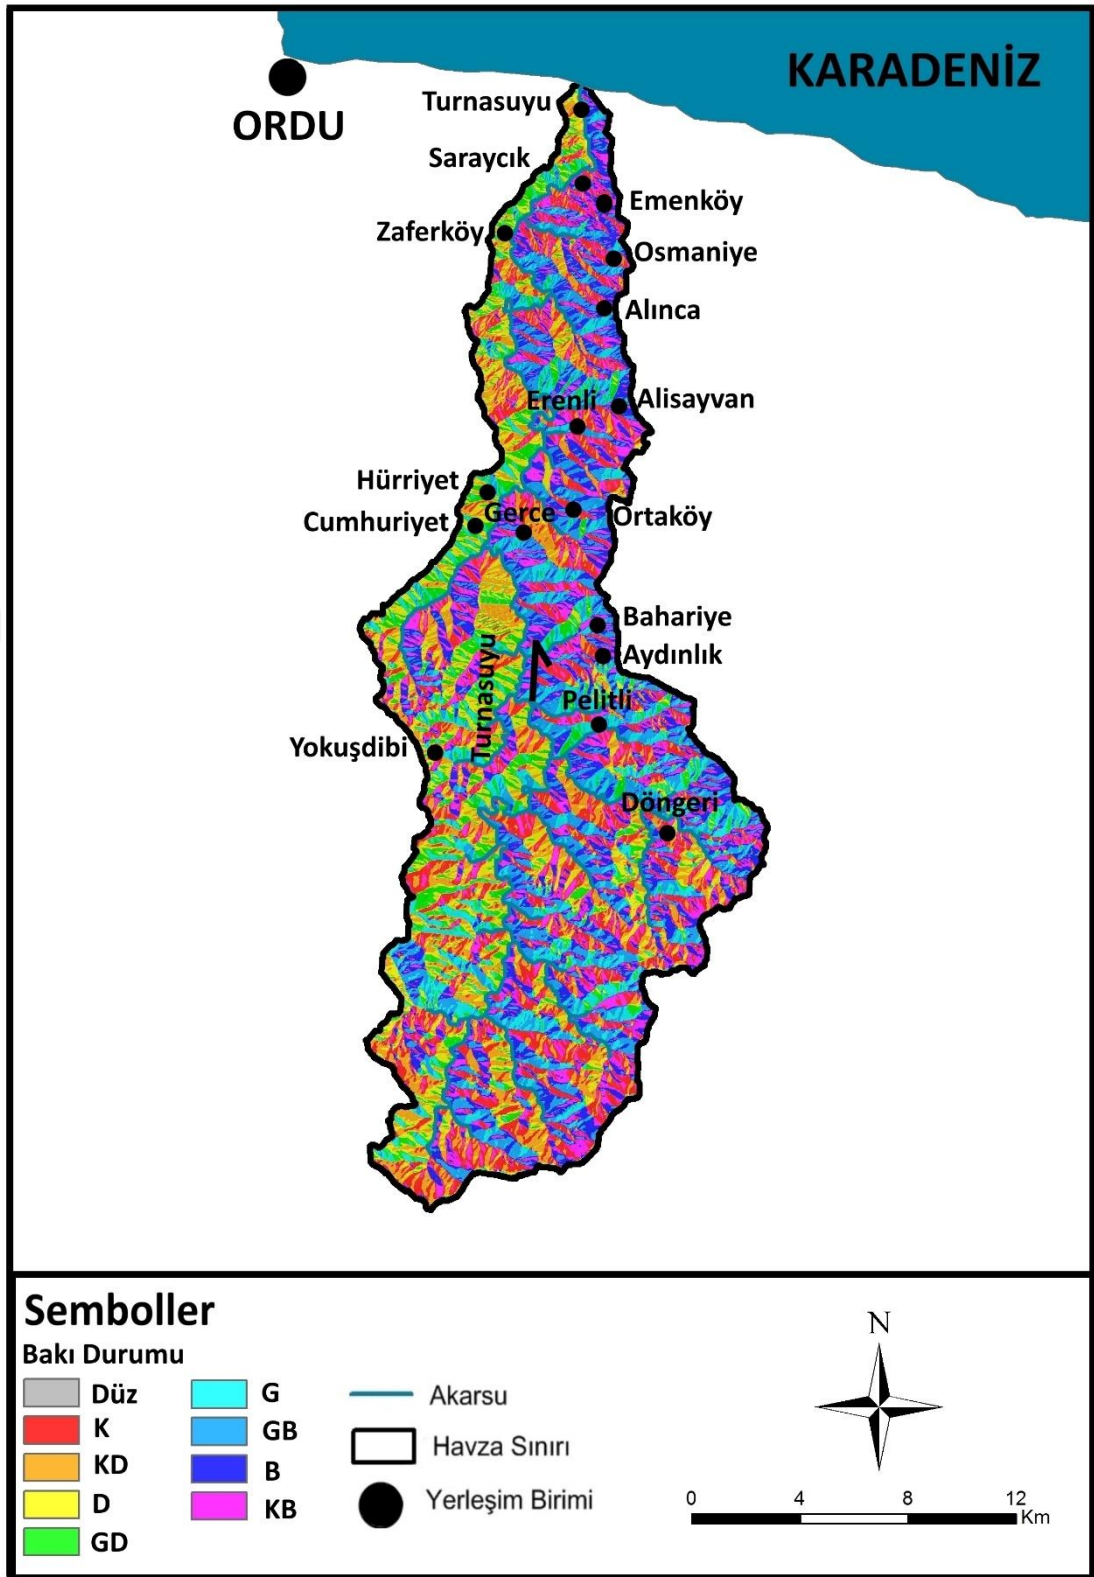 KARADENİZ
ORDU
Turnasuyu
Saraycık
Emenköy
Zaferköy
Osmaniye
Alınca
Erenli
Alisayvan
Hürriyet
Cumhuriyet
Gerce
Ortaköy
Bahariye
Aydınlık
Turnasuyu
Pelitli
Yokuşdibi
Döngeri
Semboller
Bakı Durumu
Düz
K
KD
D
GD
G
GB
B
KB
Akarsu
Havza Sınırı
Yerleşim Birimi
N
0 4 8 12
Km